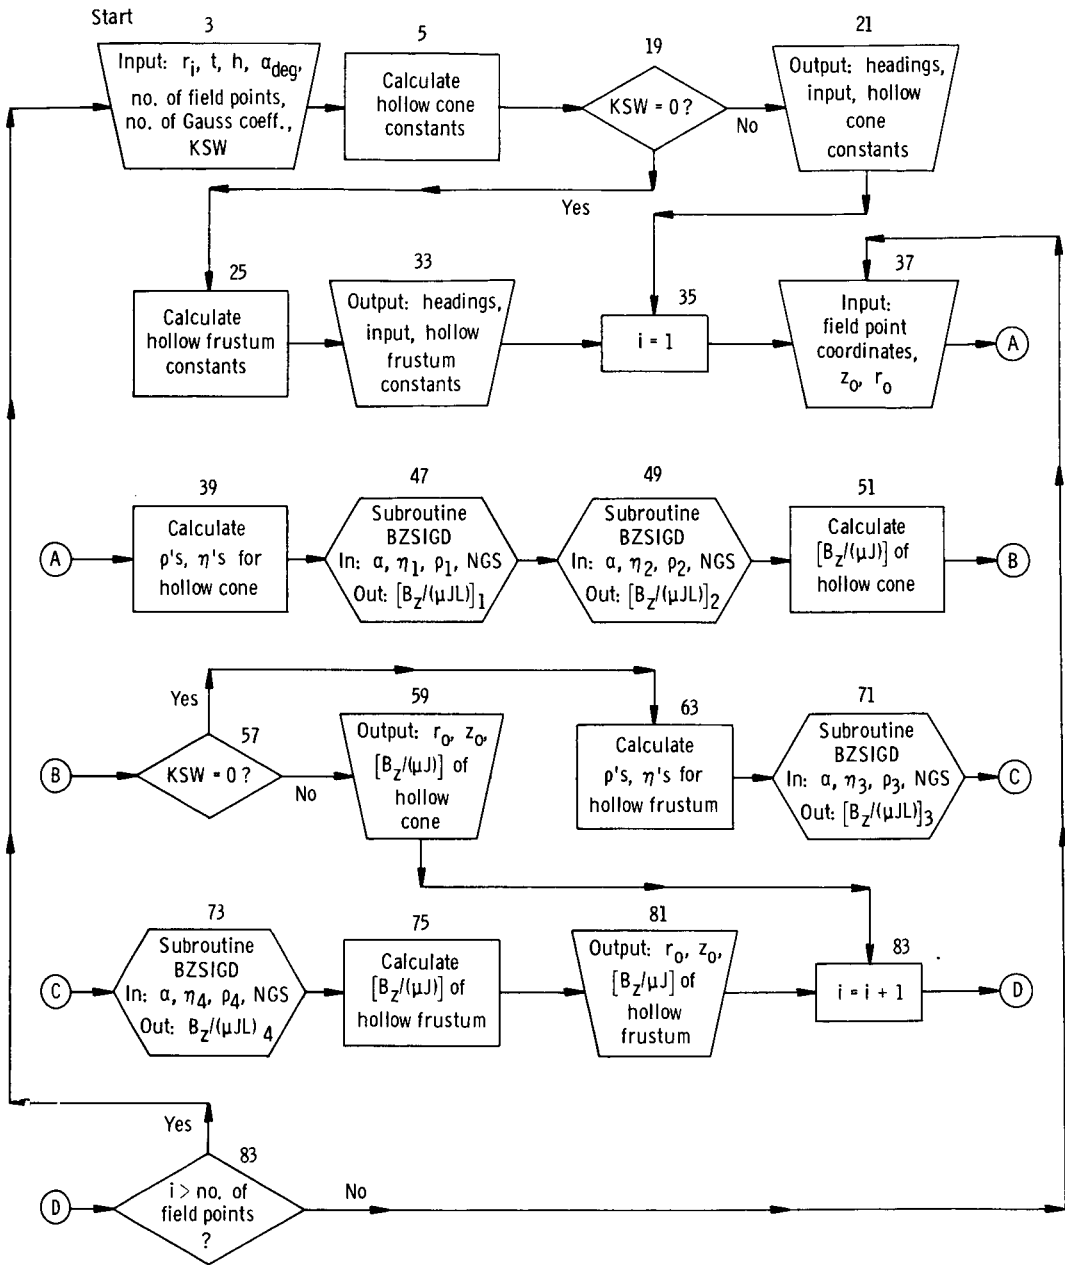 Start
3
Input: r_i, t, h, α_deg,
no. of field points,
no. of Gauss coeff.,
KSW
5
Calculate
hollow cone
constants
19
KSW = 0?
No
Yes
21
Output: headings,
input, hollow
cone
constants
25
Calculate
hollow frustum
constants
33
Output: headings,
input, hollow
frustum
constants
35
i = 1
37
Input:
field point
coordinates,
z_o, r_o
A
A
39
Calculate
ρ's, η's for
hollow cone
47
Subroutine
BZSIGD
In: α, η_1, ρ_1, NGS
Out: [B_z/(μJL)]_1
49
Subroutine
BZSIGD
In: α, η_2, ρ_2, NGS
Out: [B_z/(μJL)]_2
51
Calculate
[B_z/(μJ)] of
hollow cone
B
B
57
KSW = 0?
Yes
No
59
Output: r_o, z_o,
[B_z/(μJ)] of
hollow
cone
63
Calculate
ρ's, η's for
hollow frustum
71
Subroutine
BZSIGD
In: α, η_3, ρ_3, NGS
Out: [B_z/(μJL)]_3
C
C
73
Subroutine
BZSIGD
In: α, η_4, ρ_4, NGS
Out: B_z/(μJL)_4
75
Calculate
[B_z/(μJ)] of
hollow frustum
81
Output: r_o, z_o,
[B_z/μJ] of
hollow
frustum
83
i = i + 1
D
D
83
i > no. of
field points
?
Yes
No